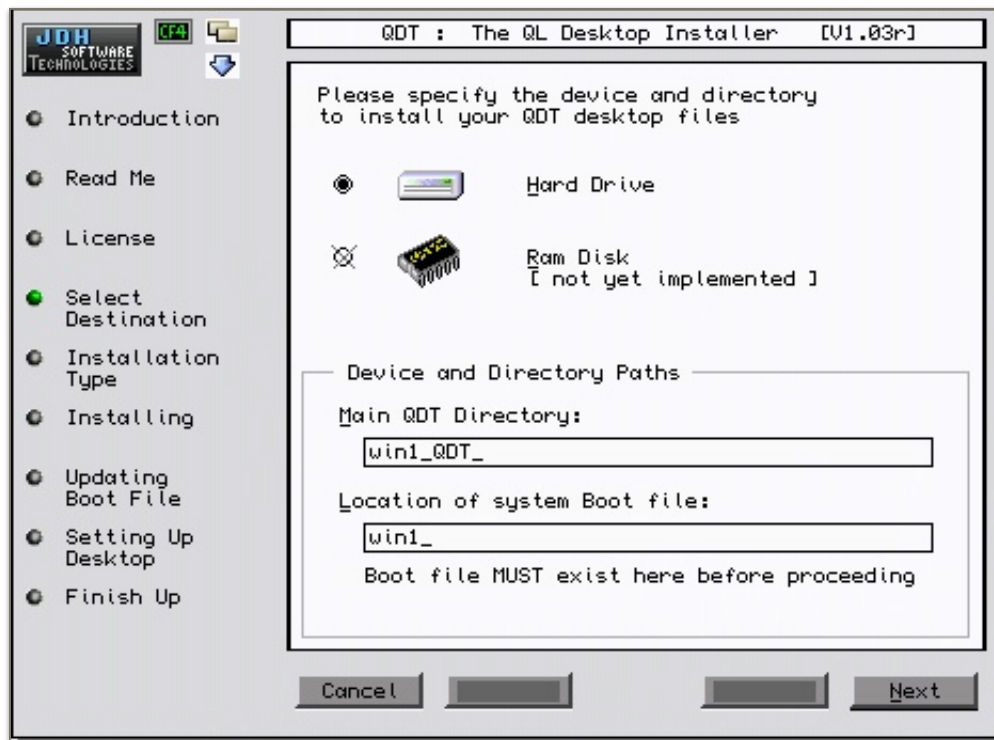 JDH
SOFTWARE
TECHNOLOGIES
CF4
QDT : The QL Desktop Installer [V1.03r]
Introduction
Read Me
License
Select
Destination
Installation
Type
Installing
Updating
Boot File
Setting Up
Desktop
Finish Up
Please specify the device and directory
to install your QDT desktop files
Hard Drive
Ram Disk
[ not yet implemented ]
Device and Directory Paths
Main QDT Directory:
win1_QDT_
Location of system Boot file:
win1_
Boot file MUST exist here before proceeding
Cancel
Next